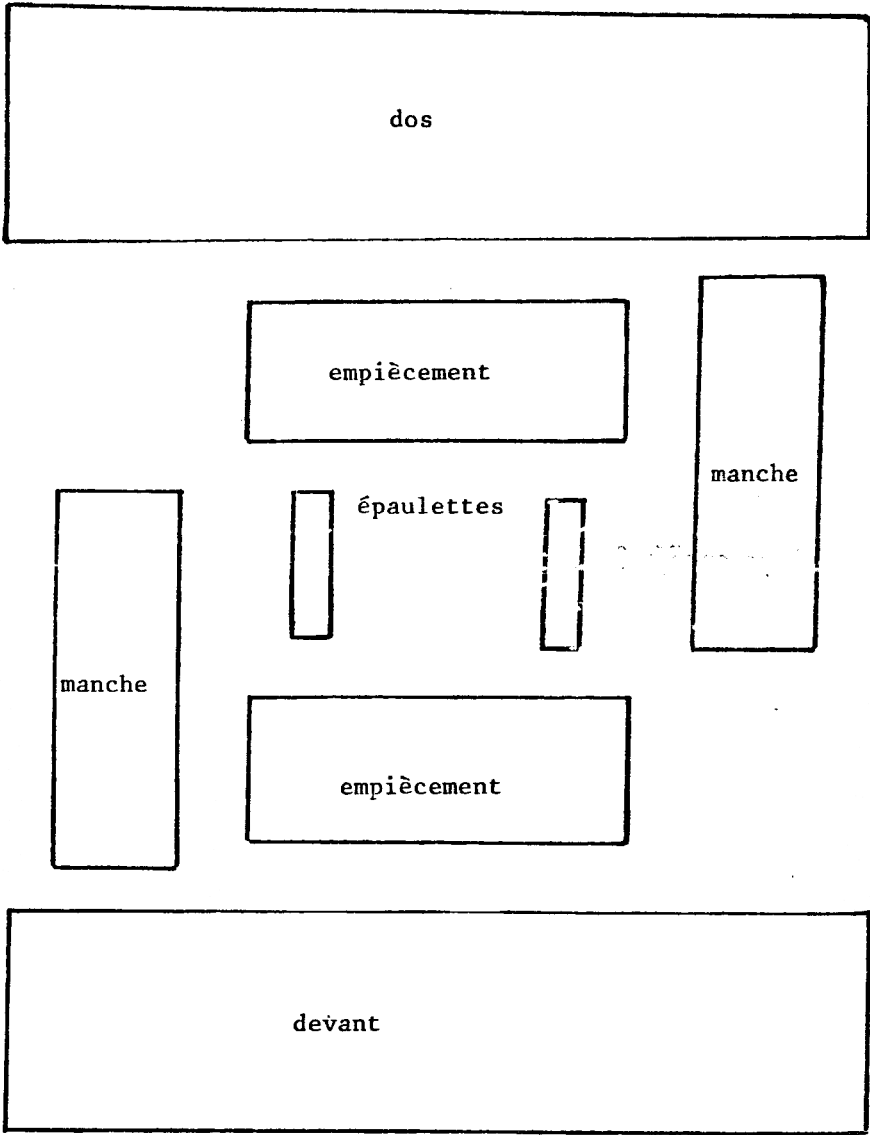 dos
empiècement
manche
épaulettes
manche
empiècement
devant